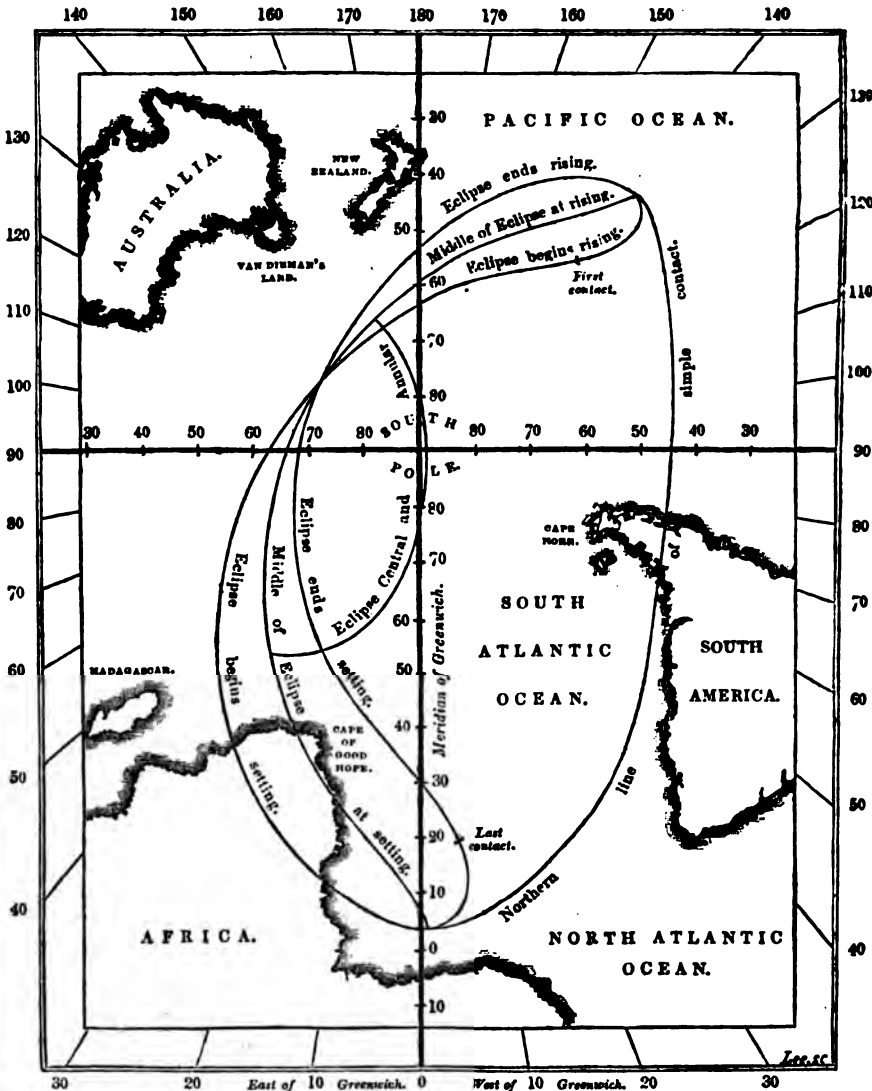 140 150 160 170 180 170 160 150 140
130
130
120
120
110
110
100
100
90
90
80
80
70
70
60
60
50
50
40
40
PACIFIC OCEAN.
AUSTRALIA.
NEW
ZEALAND.
VAN DIEMAN'S
LAND.
30
40
50
60
70
80
Eclipse ends rising.
Middle of Eclipse at rising.
Eclipse begins rising.
First
contact.
SOUTH
30 40 50 60 70 80 70 60 50 40 30
POLE.
80
70
60
50
40
30
20
10
0
10
Eclipse Central and Annular
Eclipse begins setting.
Middle of Eclipse at setting.
Eclipse ends setting.
Meridian of Greenwich.
Northern line of simple contact.
CAPE
HORN.
SOUTH
ATLANTIC
OCEAN.
SOUTH
AMERICA.
MADAGASCAR.
CAPE
OF
GOOD
HOPE.
Last
contact.
AFRICA.
NORTH ATLANTIC
OCEAN.
Lee.sc
30 20 10 0 10 20 30
East of Greenwich. West of Greenwich.